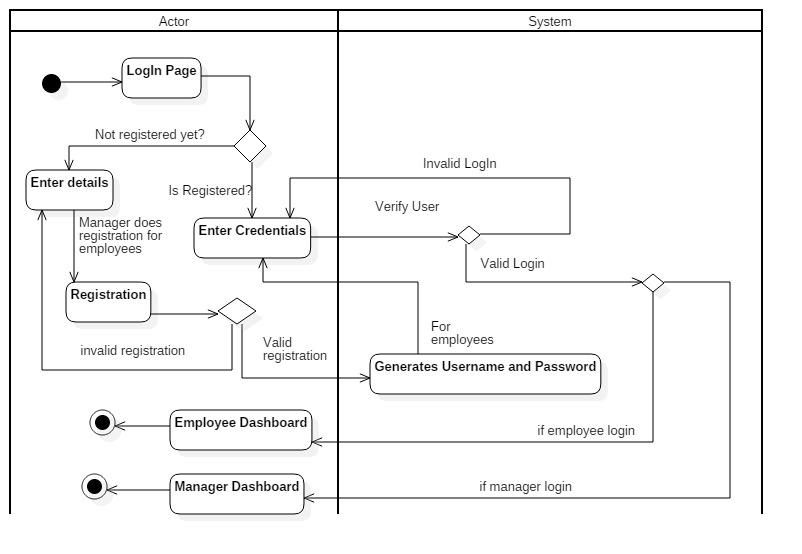 Actor
System
LogIn Page
Not registered yet?
Invalid LogIn
Enter details
Is Registered?
Verify User
Manager does
registration for
employees
Enter Credentials
Valid Login
Registration
For
employees
Valid
registration
invalid registration
Generates Username and Password
Employee Dashboard
if employee login
Manager Dashboard
if manager login